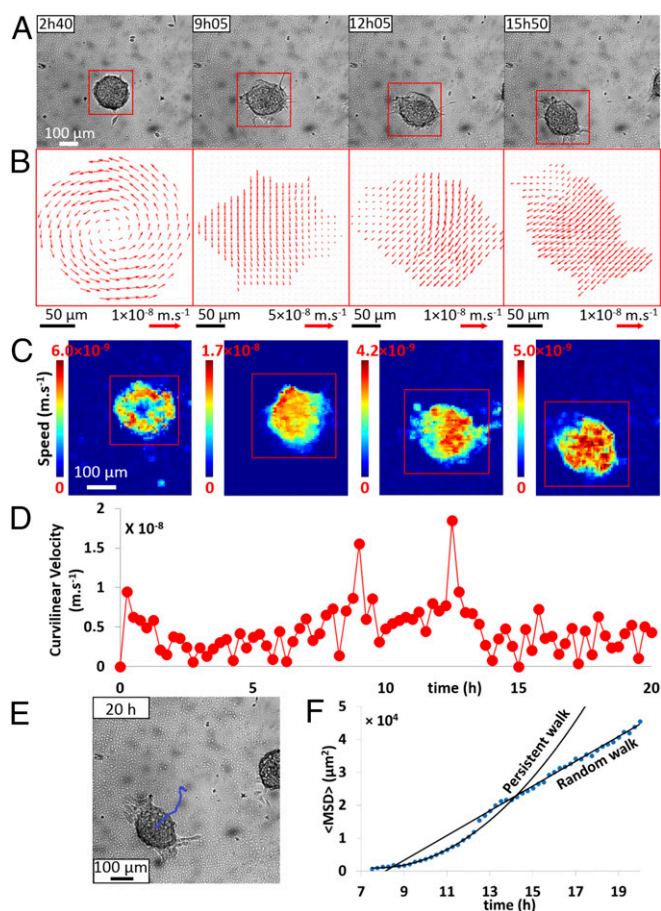 A
2h40 9h05 12h05 15h50
100 µm
B
50 µm 1×10⁻⁸ m.s⁻¹ 50 µm 5×10⁻⁸ m.s⁻¹ 50 µm 1×10⁻⁸ m.s⁻¹ 50 µm 1×10⁻⁸ m.s⁻¹
C
6.0×10⁻⁹ 1.7×10⁻⁸ 4.2×10⁻⁹ 5.0×10⁻⁹
Speed (m.s⁻¹)
100 µm
0 0 0 0
D
X 10⁻⁸
Curvilinear Velocity
(m.s⁻¹)
2
1.5
1
0.5
0
0 5 10 time (h) 15 20
E
20 h
100 µm
F
× 10⁴
<MSD> (µm²)
5
4
3
2
1
0
Persistent walk
Random walk
7 9 11 13 15 17 19
time (h)